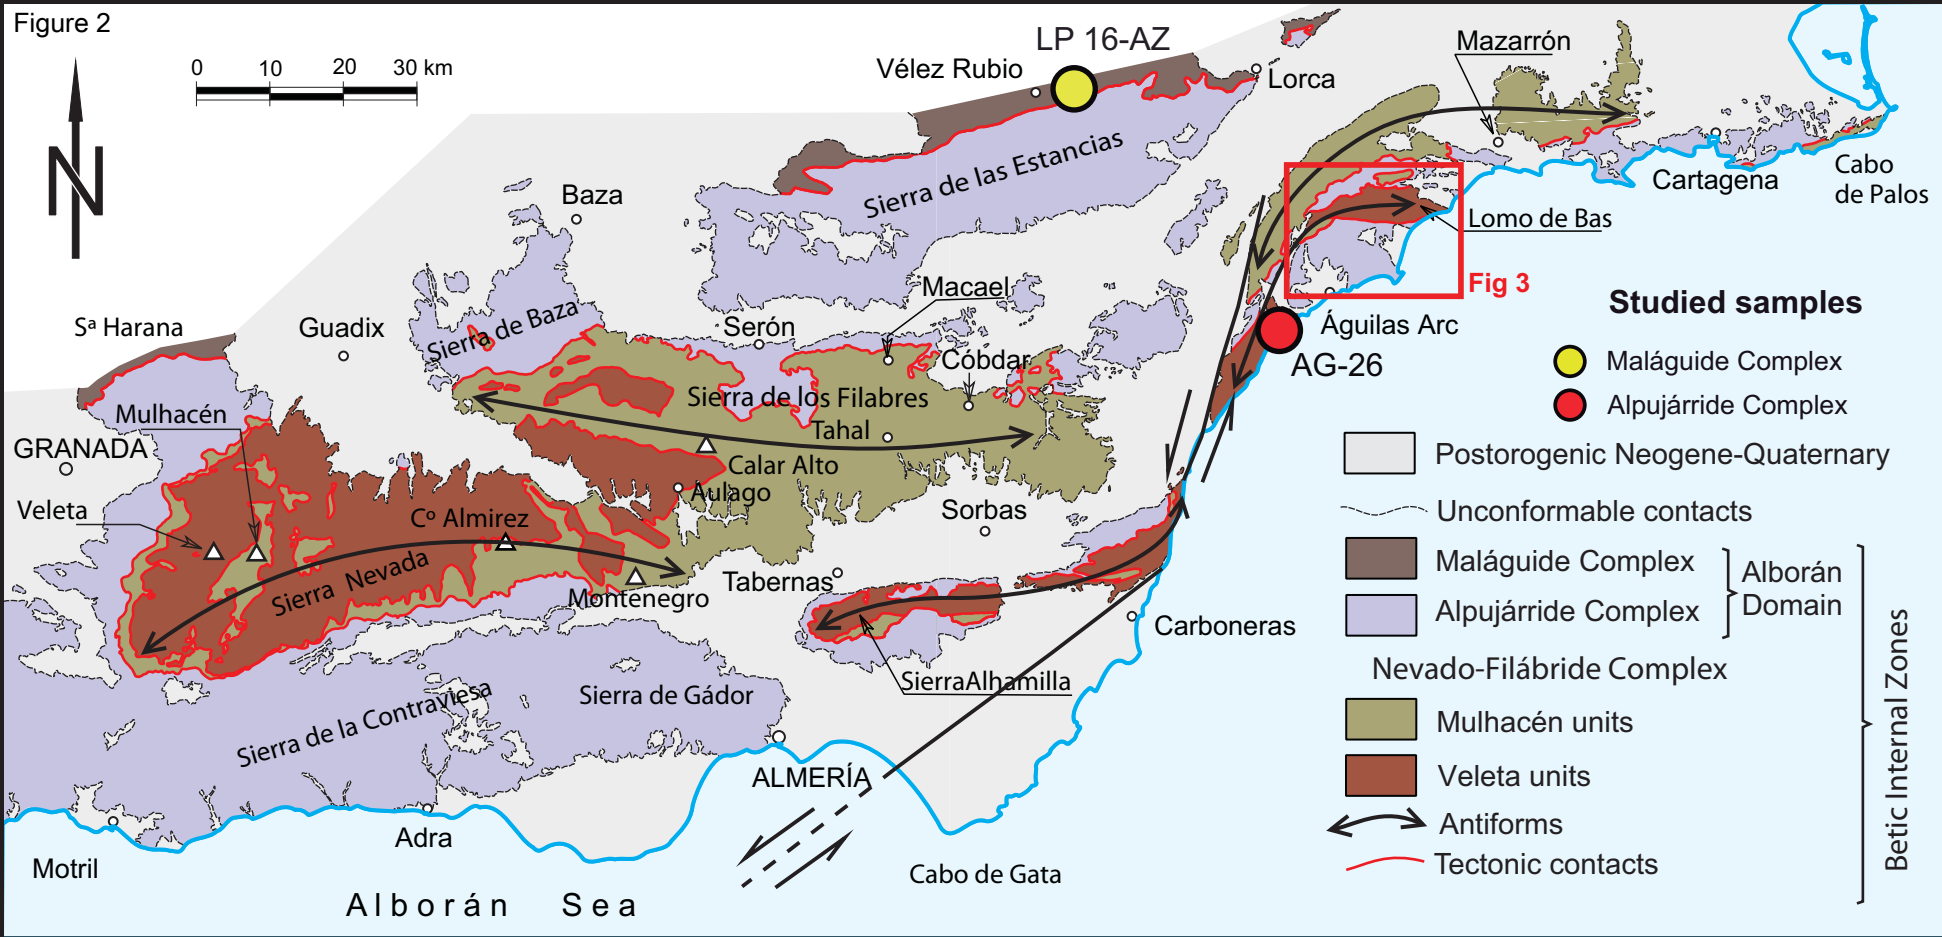 Figure 2
0 10 20 30 km
N
LP 16-AZ
Vélez Rubio
Lorca
Mazarrón
Sierra de las Estancias
Cartagena
Cabo
de Palos
Baza
Lomo de Bas
Fig 3
Macael
Sª Harana
Guadix
Sierra de Baza
Serón
Cóbdar
Águilas Arc
AG-26
Mulhacén
Sierra de los Filabres
Tahal
GRANADA
Calar Alto
Aulago
Veleta
Cº Almirez
Sorbas
Sierra Nevada
Tabernas
Montenegro
Carboneras
SierraAlhamilla
Sierra de la Contraviesa
Sierra de Gádor
ALMERÍA
Adra
Motril
Cabo de Gata
Alborán Sea
Studied samples
Maláguide Complex
Alpujárride Complex
Postorogenic Neogene-Quaternary
Unconformable contacts
Maláguide Complex
Alpujárride Complex
Alborán
Domain
Nevado-Filábride Complex
Mulhacén units
Veleta units
Antiforms
Tectonic contacts
Betic Internal Zones